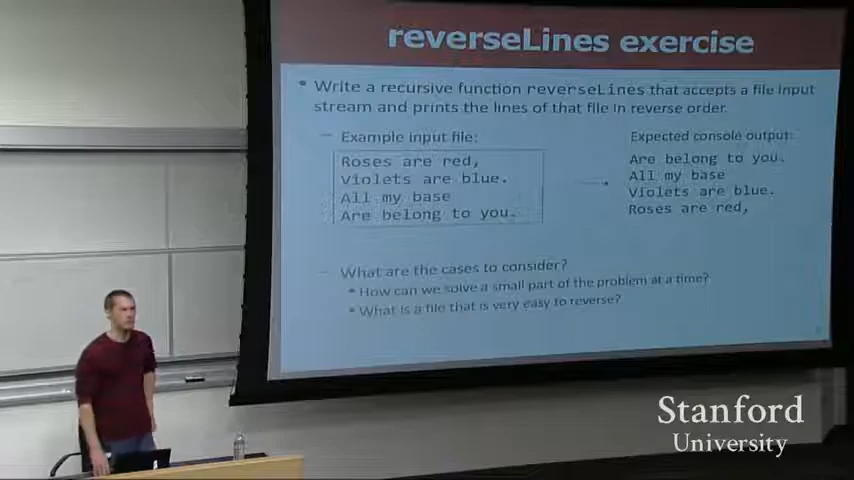 reverseLines exercise
• Write a recursive function reverseLines that accepts a file input
stream and prints the lines of that file in reverse order.
– Example input file:
Roses are red,
Violets are blue.
All my base
Are belong to you.
Expected console output:
Are belong to you.
All my base
Violets are blue.
Roses are red,
– What are the cases to consider?
• How can we solve a small part of the problem at a time?
• What is a file that is very easy to reverse?
Stanford
University